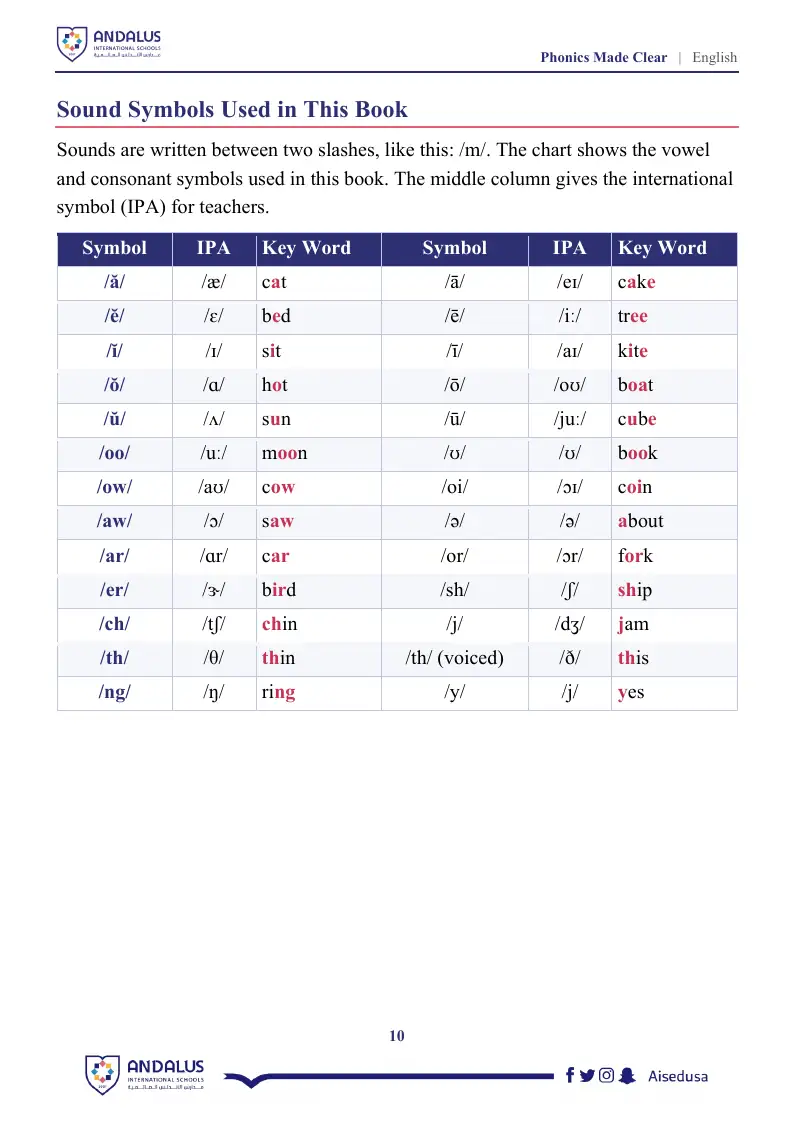 ANDALUS
INTERNATIONAL SCHOOLS
Phonics Made Clear | English
Sound Symbols Used in This Book
Sounds are written between two slashes, like this: /m/. The chart shows the vowel
and consonant symbols used in this book. The middle column gives the international
symbol (IPA) for teachers.
Symbol IPA Key Word Symbol IPA Key Word
/ă/ /æ/ cat /ā/ /eɪ/ cake
/ĕ/ /ɛ/ bed /ē/ /iː/ tree
/ĭ/ /ɪ/ sit /ī/ /aɪ/ kite
/ŏ/ /ɑ/ hot /ō/ /oʊ/ boat
/ŭ/ /ʌ/ sun /ū/ /juː/ cube
/oo/ /uː/ moon /ʊ/ /ʊ/ book
/ow/ /aʊ/ cow /oi/ /ɔɪ/ coin
/aw/ /ɔ/ saw /ə/ /ə/ about
/ar/ /ɑr/ car /or/ /ɔr/ fork
/er/ /ɝ/ bird /sh/ /ʃ/ ship
/ch/ /tʃ/ chin /j/ /dʒ/ jam
/th/ /θ/ thin /th/ (voiced) /ð/ this
/ng/ /ŋ/ ring /y/ /j/ yes
10
ANDALUS
INTERNATIONAL SCHOOLS
مدارس الأندلس العالمية
Aisedusa